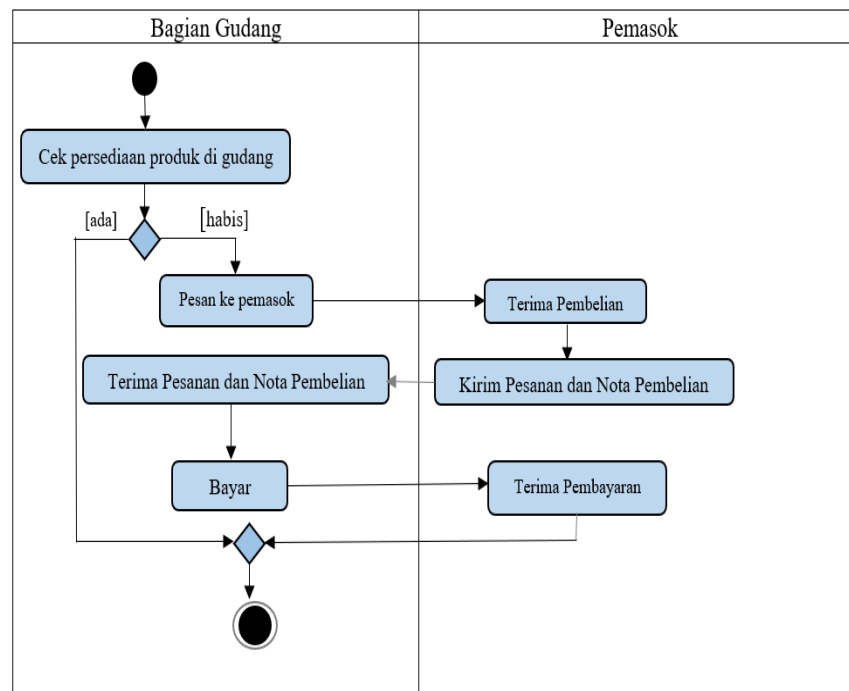 Bagian Gudang
Pemasok
Cek persediaan produk di gudang
[ada]
[habis]
Pesan ke pemasok
Terima Pembelian
Terima Pesanan dan Nota Pembelian
Kirim Pesanan dan Nota Pembelian
Bayar
Terima Pembayaran